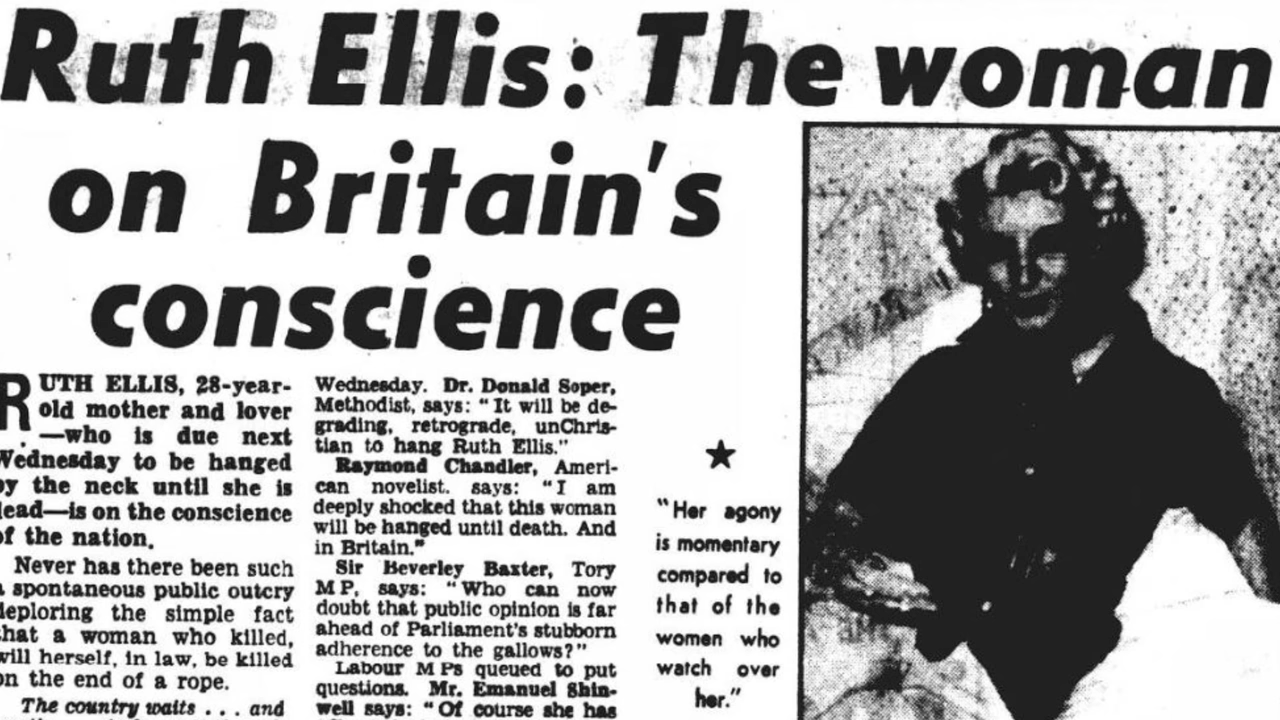 Ruth Ellis: The woman
on Britain's
conscience
RUTH ELLIS, 28-year-
old mother and lover
—who is due next
Wednesday to be hanged
by the neck until she is
dead—is on the conscience
of the nation.
Never has there been such
a spontaneous public outcry
deploring the simple fact
that a woman who killed,
will herself, in law, be killed
on the end of a rope.
The country waits . . . and
Wednesday. Dr. Donald Soper,
Methodist, says: "It will be de-
grading, retrograde, unChris-
tian to hang Ruth Ellis."
Raymond Chandler, Ameri-
can novelist. says: "I am
deeply shocked that this woman
will be hanged until death. And
in Britain."
Sir Beverley Baxter, Tory
MP, says: "Who can now
doubt that public opinion is far
ahead of Parliament's stubborn
adherence to the gallows?"
Labour MPs queued to put
questions. Mr. Emanuel Shin-
well says: "Of course she has
"Her agony
is momentary
compared to
that of the
women who
watch over
her."